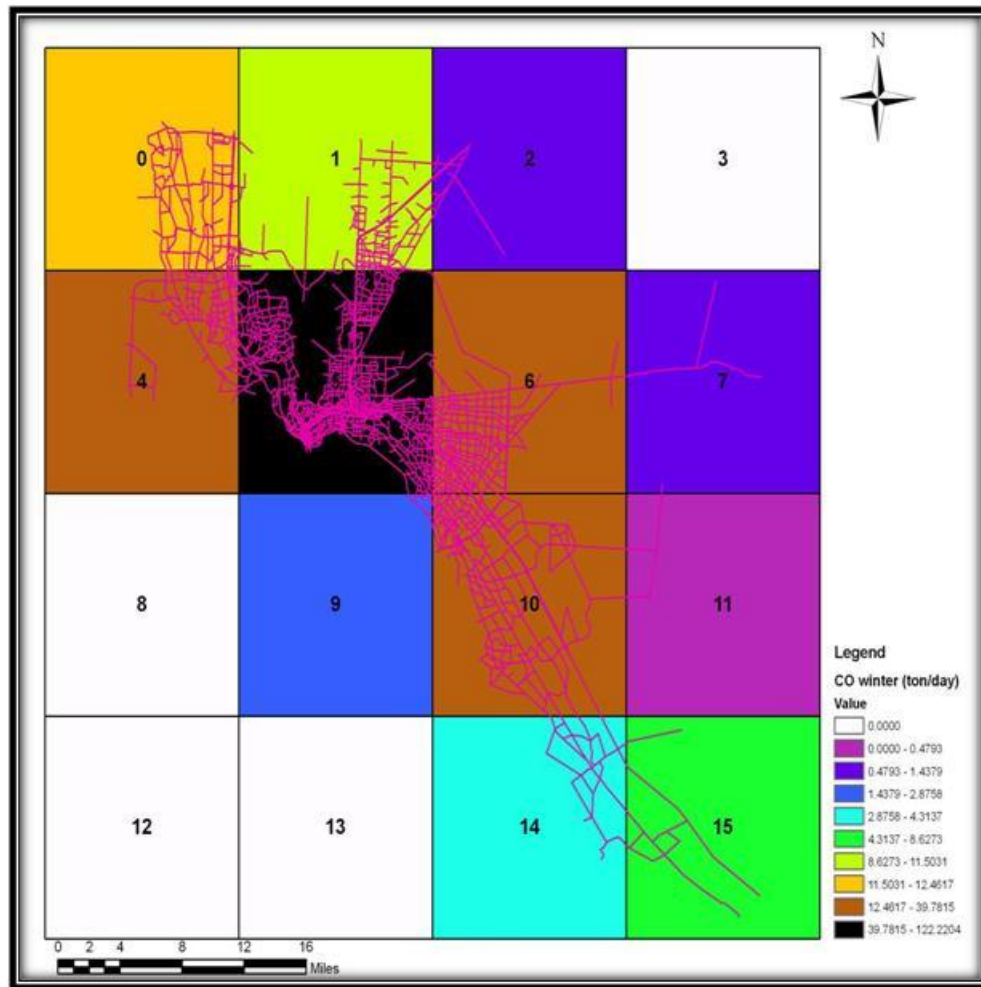 N
0
1
2
3
4
6
7
8
9
10
11
12
13
14
15
Legend
CO winter (ton/day)
Value
0.0000
0.0000 - 0.4793
0.4793 - 1.4379
1.4379 - 2.8758
2.8758 - 4.3137
4.3137 - 8.6273
8.6273 - 11.5031
11.5031 - 12.4617
12.4617 - 39.7815
39.7815 - 122.2204
0 2 4 8 12 16
Miles